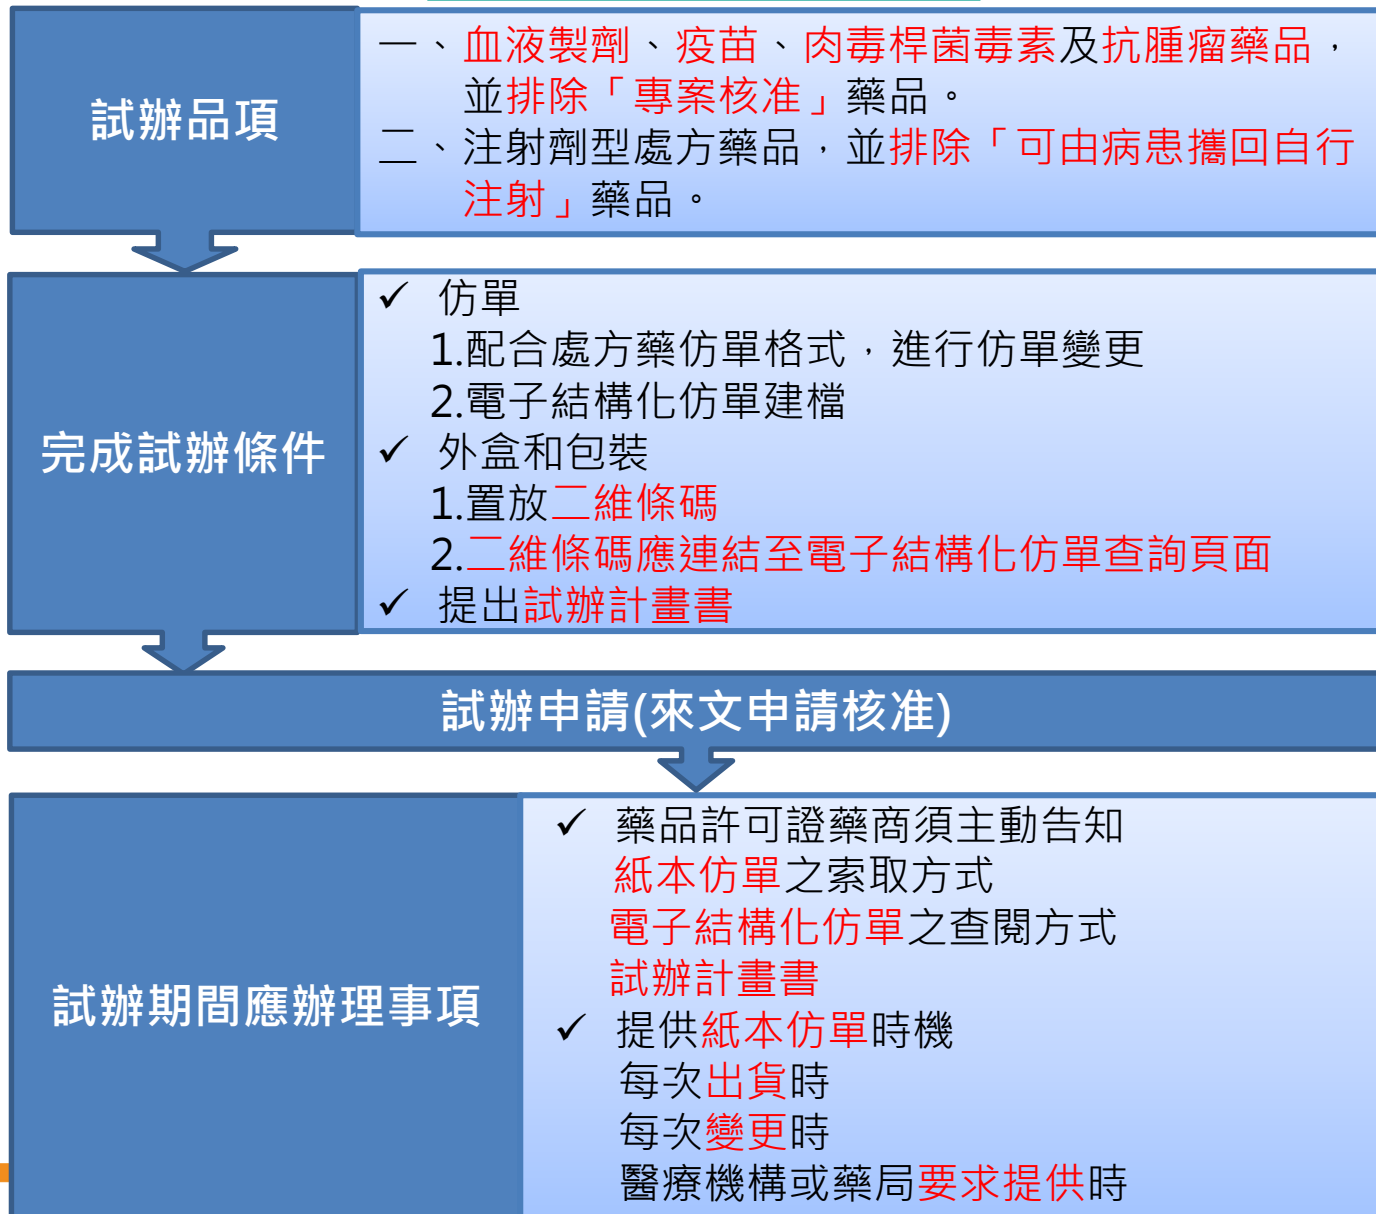 試辦品項
一、血液製劑、疫苗、肉毒桿菌毒素及抗腫瘤藥品，
並排除「專案核准」藥品。
二、注射劑型處方藥品，並排除「可由病患攜回自行
注射」藥品。
完成試辦條件
✓ 仿單
1.配合處方藥仿單格式，進行仿單變更
2.電子結構化仿單建檔
✓ 外盒和包裝
1.置放二維條碼
2.二維條碼應連結至電子結構化仿單查詢頁面
✓ 提出試辦計畫書
試辦申請(來文申請核准)
試辦期間應辦理事項
✓ 藥品許可證藥商須主動告知
紙本仿單之索取方式
電子結構化仿單之查閱方式
試辦計畫書
✓ 提供紙本仿單時機
每次出貨時
每次變更時
醫療機構或藥局要求提供時